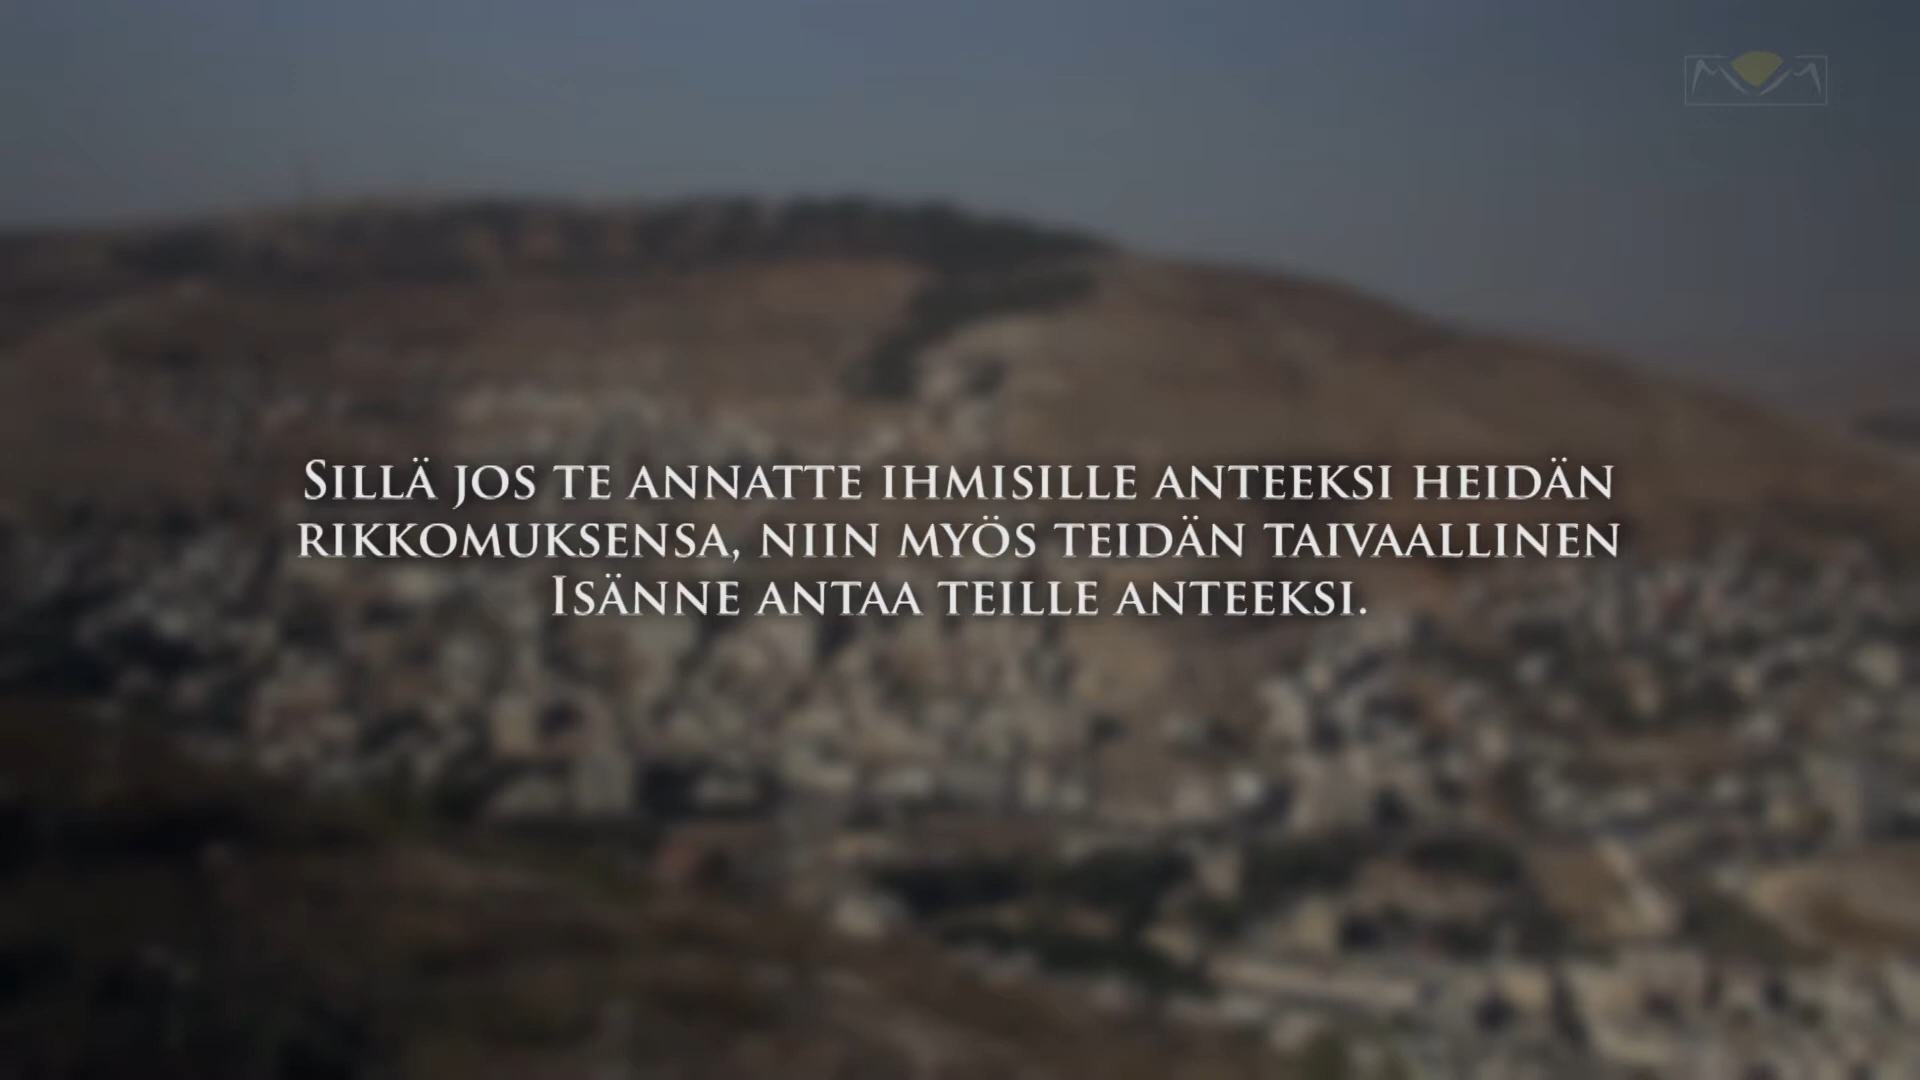 Sillä jos te annatte ihmisille anteeksi heidän
rikkomuksensa, niin myös teidän taivaallinen
Isänne antaa teille anteeksi.